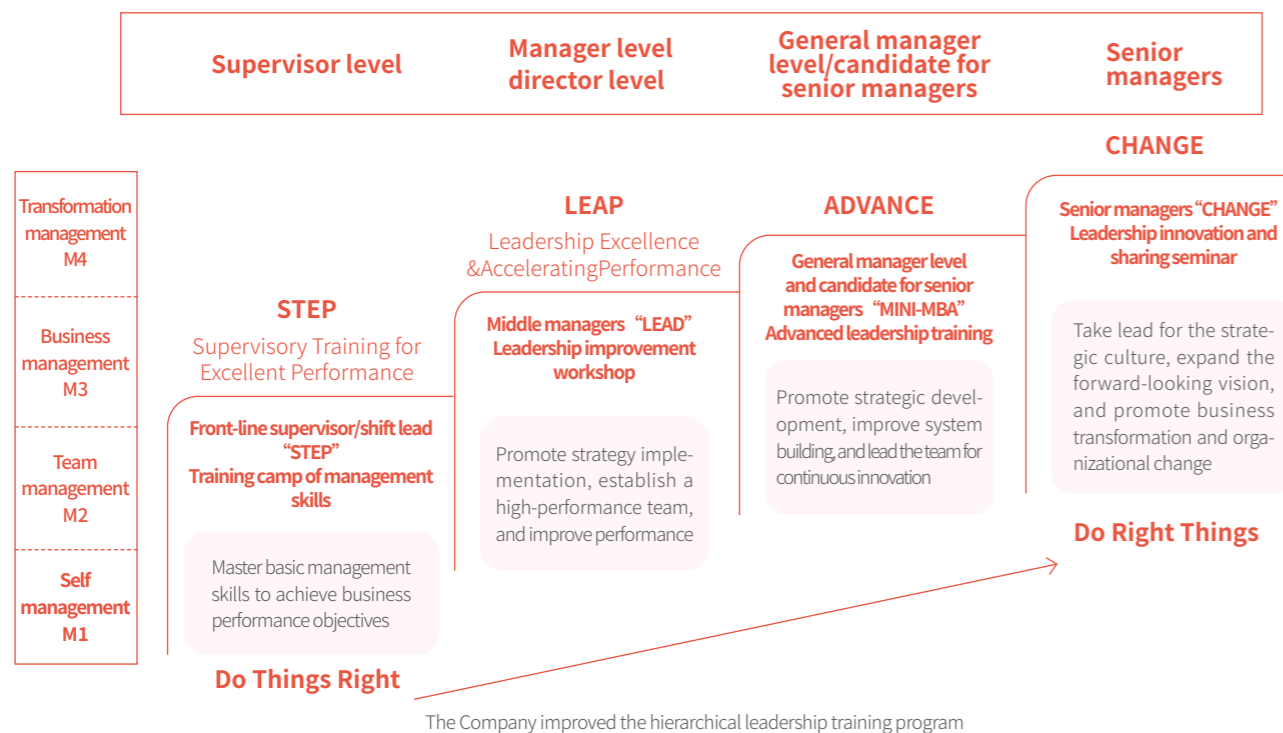 Supervisor level
Manager level
director level
General manager
level/candidate for
senior managers
Senior
managers
Transformation
management
M4
Business
management
M3
Team
management
M2
Self
management
M1
STEP
Supervisory Training for
Excellent Performance
Front-line supervisor/shift lead
“STEP”
Training camp of management
skills
Master basic management
skills to achieve business
performance objectives
Do Things Right
LEAP
Leadership Excellence
&AcceleratingPerformance
Middle managers “LEAD”
Leadership improvement
workshop
Promote strategy imple-
mentation, establish a
high-performance team,
and improve performance
ADVANCE
General manager level
and candidate for senior
managers “MINI-MBA”
Advanced leadership training
Promote strategic devel-
opment, improve system
building, and lead the team for
continuous innovation
CHANGE
Senior managers “CHANGE”
Leadership innovation and
sharing seminar
Take lead for the strate-
gic culture, expand the
forward-looking vision,
and promote business
transformation and orga-
nizational change
Do Right Things
The Company improved the hierarchical leadership training program